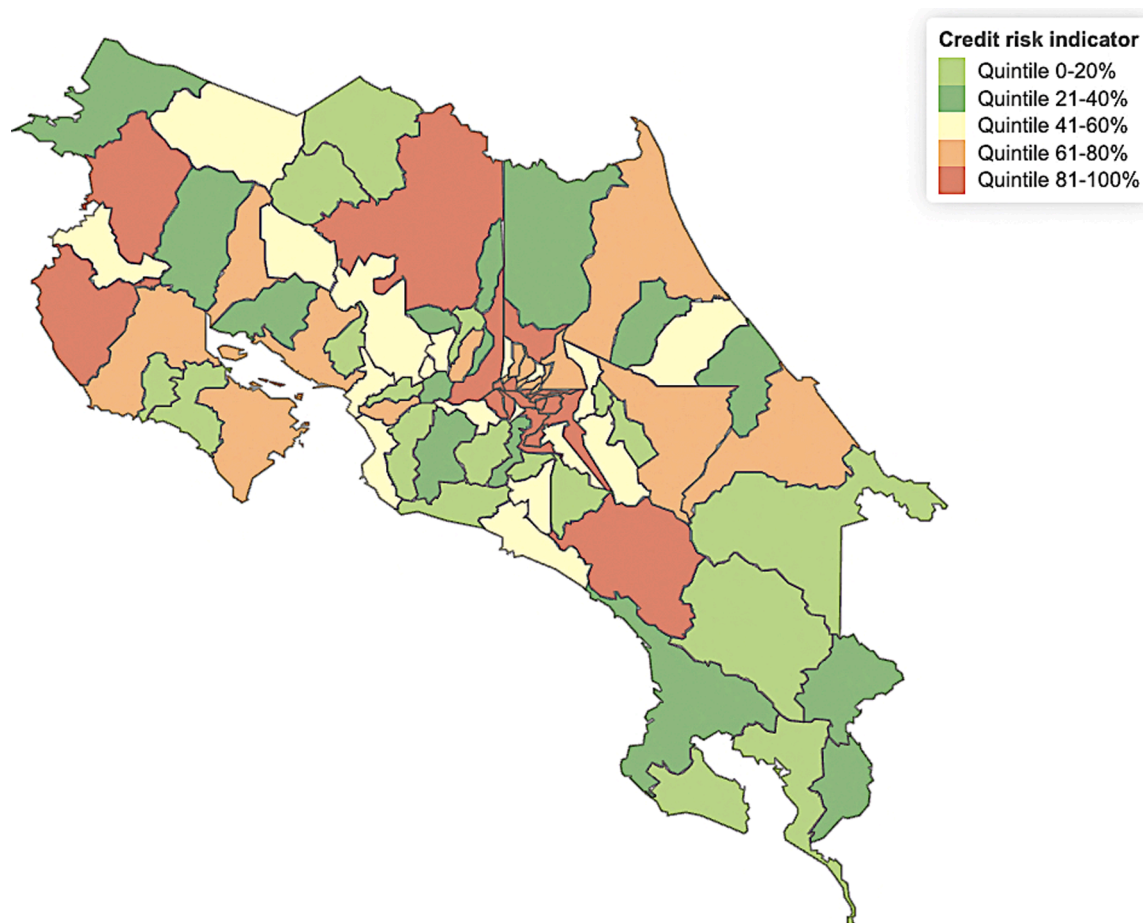 Credit risk indicator
Quintile 0-20%
Quintile 21-40%
Quintile 41-60%
Quintile 61-80%
Quintile 81-100%